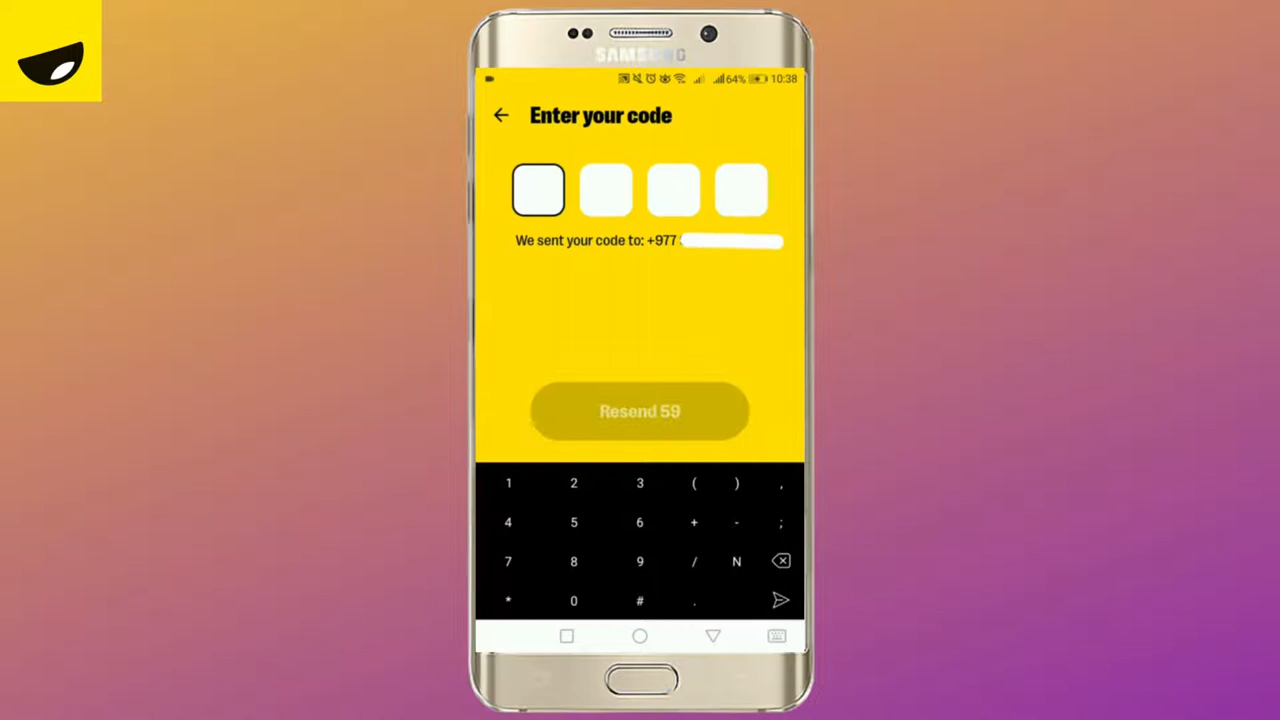 SAMSUNG
64% 10:38
Enter your code
We sent your code to: +977
Resend 59
1 2 3 ( ) ,
4 5 6 + - ;
7 8 9 / N
* 0 # .